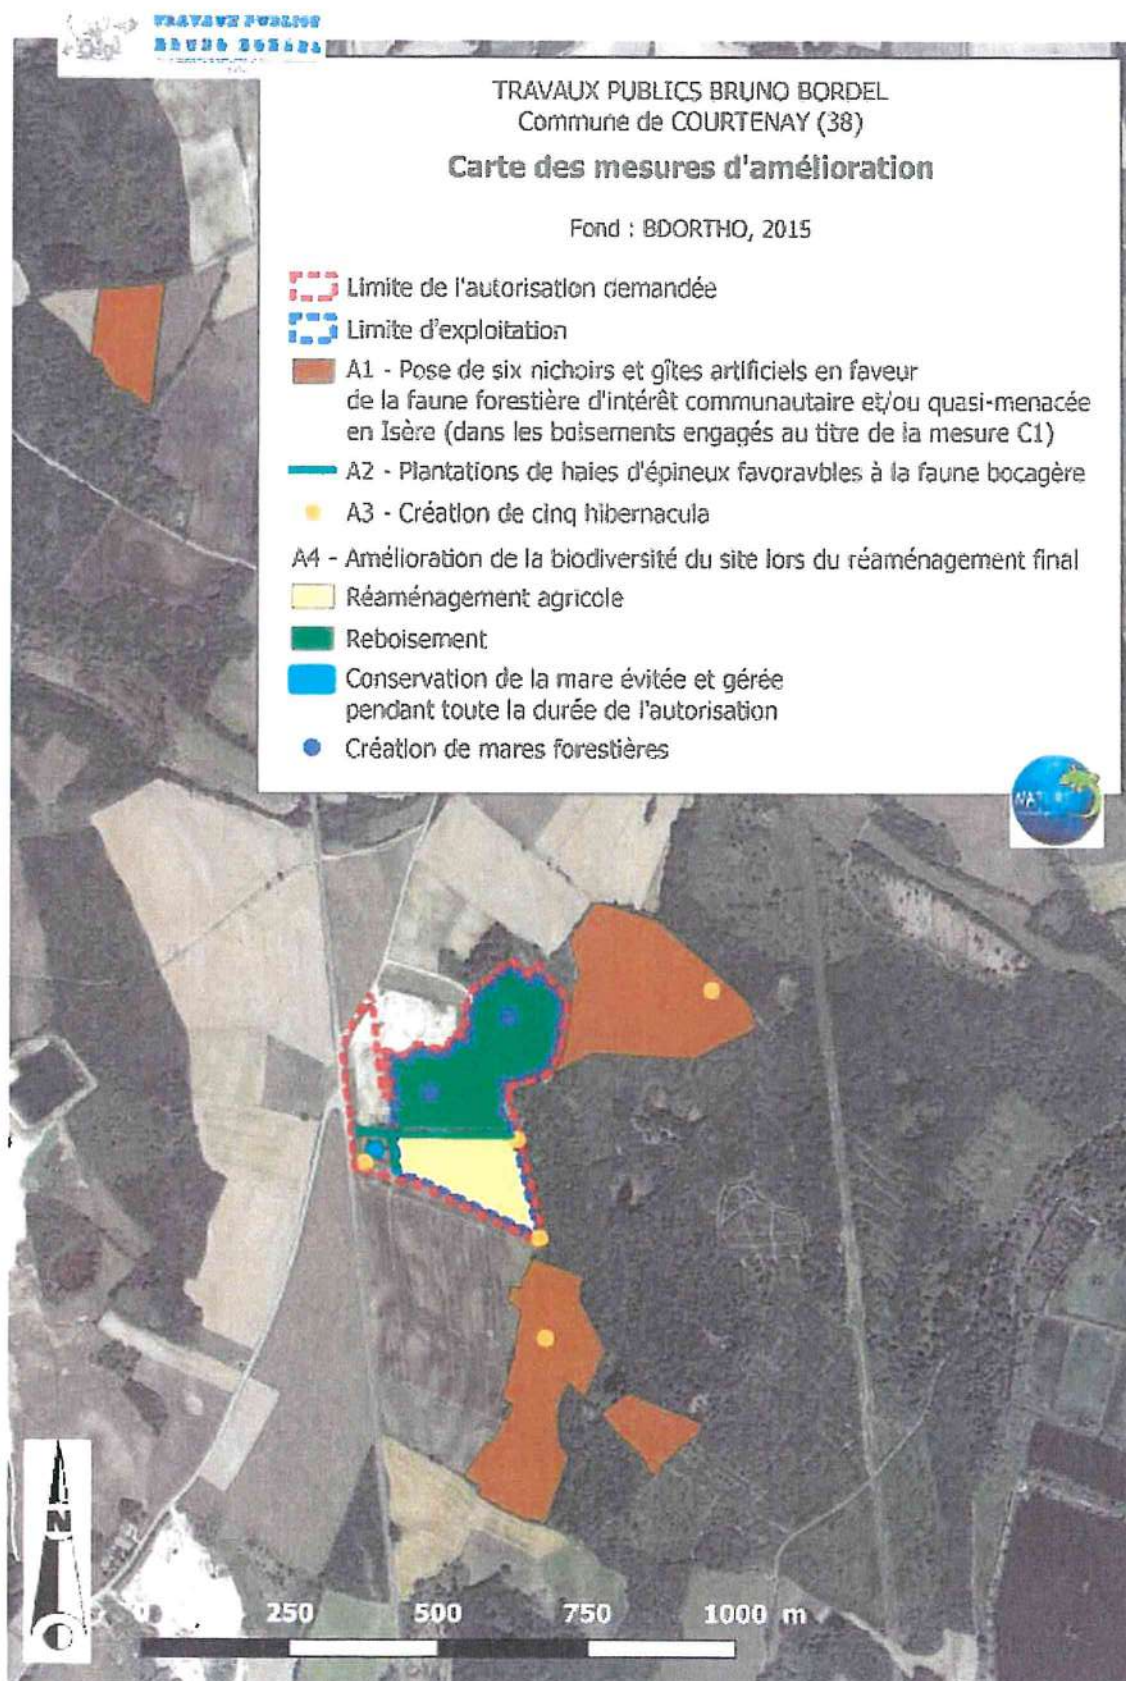 TRAVAUX PUBLICS
BRUNO BORDEL
TRAVAUX PUBLICS BRUNO BORDEL
Commune de COURTENAY (38)
Carte des mesures d'amélioration
Fond : BDORTHO, 2015
Limite de l'autorisation demandée
Limite d'exploitation
A1 - Pose de six nichoirs et gîtes artificiels en faveur
de la faune forestière d'intérêt communautaire et/ou quasi-menacée
en Isère (dans les boisements engagés au titre de la mesure C1)
A2 - Plantations de haies d'épineux favoravbles à la faune bocagère
A3 - Création de cinq hibernacula
A4 - Amélioration de la biodiversité du site lors du réaménagement final
Réaménagement agricole
Reboisement
Conservation de la mare évitée et gérée
pendant toute la durée de l'autorisation
Création de mares forestières
N
0 250 500 750 1000 m